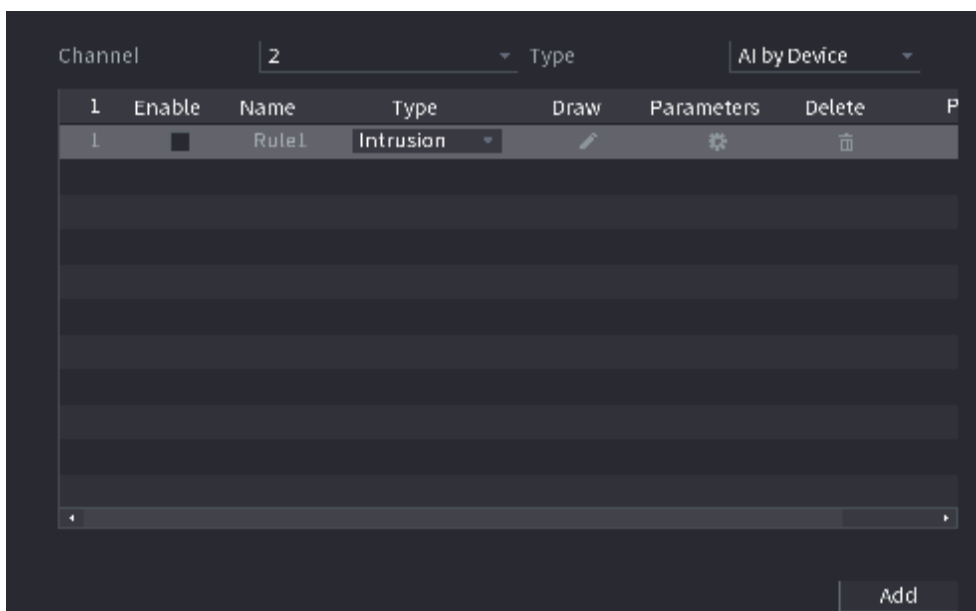 Channel 2 Type AI by Device
1 Enable Name Type Draw Parameters Delete P
1 Rule1 Intrusion
Add